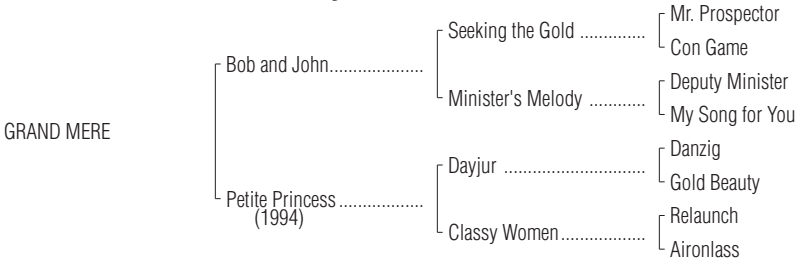 Mr. Prospector
Seeking the Gold ..............
Con Game
Bob and John.....................
Deputy Minister
Minister's Melody ............
My Song for You
GRAND MERE
Danzig
Dayjur ..............................
Gold Beauty
Petite Princess...................
(1994)
Relaunch
Classy Women..................
Aironlass